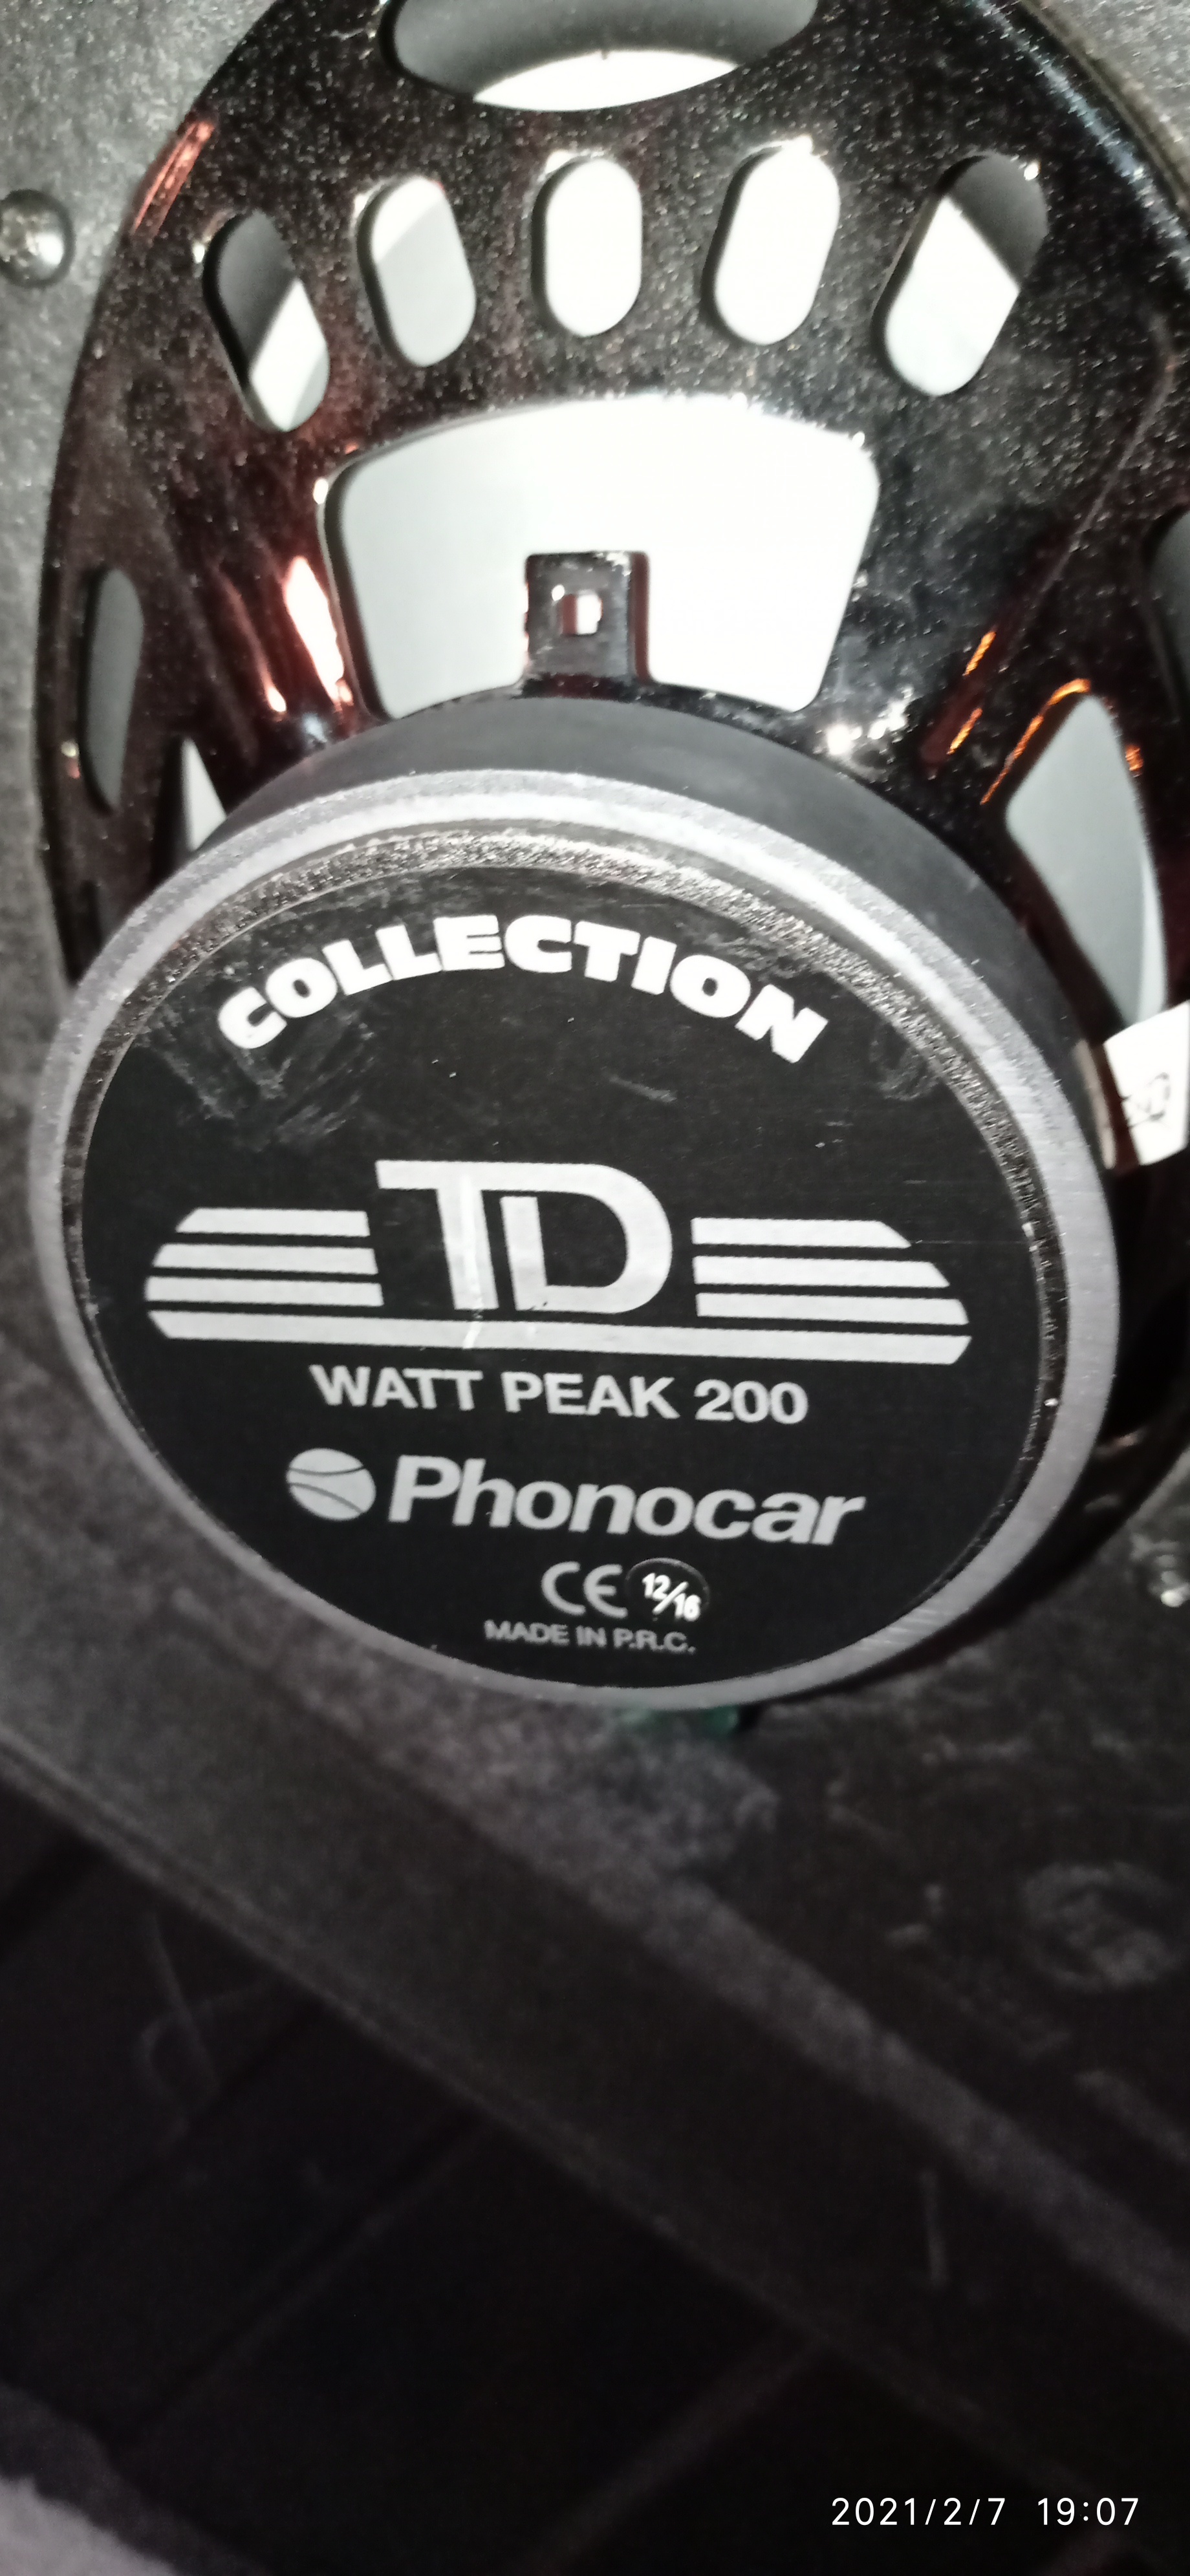 COLLECTION
TD
WATT PEAK 200
Phonocar
CE 12/16
MADE IN P.R.C.
2021/2/7 19:07